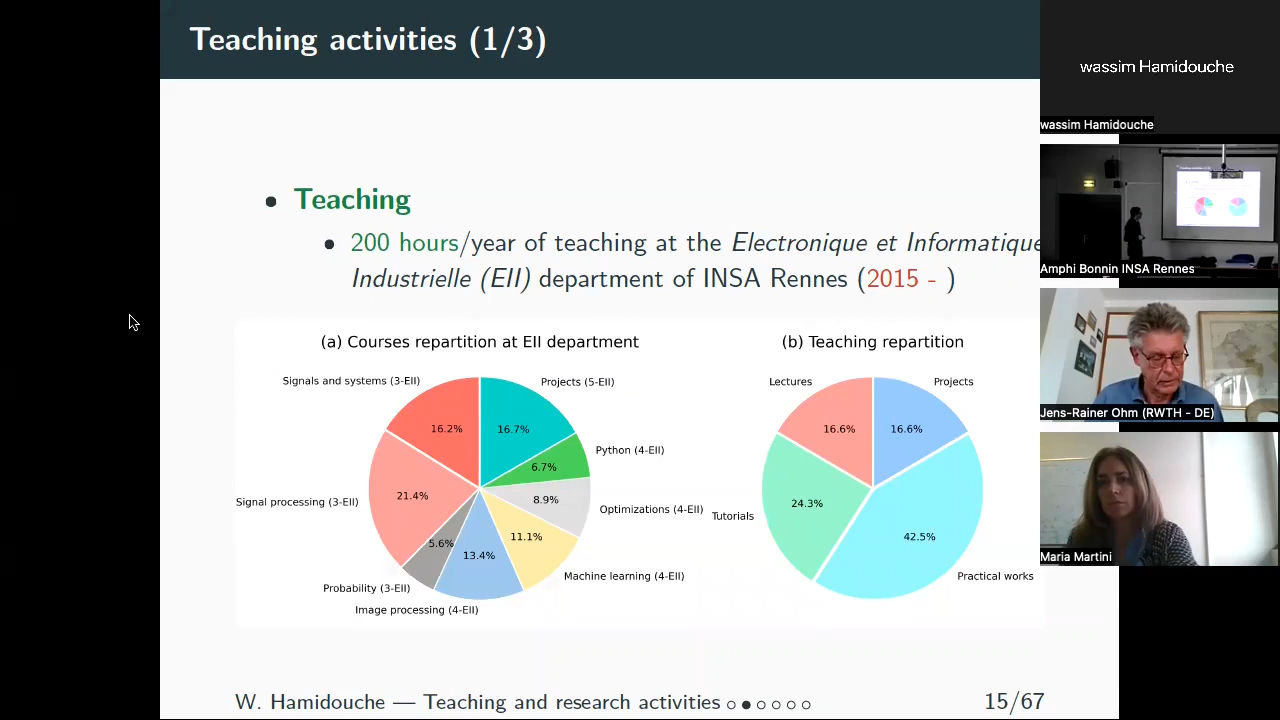 Teaching activities (1/3)
• Teaching
• 200 hours/year of teaching at the Electronique et Informatique
Industrielle (EII) department of INSA Rennes (2015 - )
(a) Courses repartition at EII department
Signals and systems (3-EII)
Projects (5-EII)
16.2%
16.7%
Python (4-EII)
6.7%
Signal processing (3-EII)
21.4%
8.9%
Optimizations (4-EII)
5.6%
11.1%
13.4%
Machine learning (4-EII)
Probability (3-EII)
Image processing (4-EII)
(b) Teaching repartition
Lectures
Projects
16.6%
16.6%
Tutorials
24.3%
42.5%
Practical works
W. Hamidouche — Teaching and research activities
15/67
wassim Hamidouche
wassim Hamidouche
Amphi Bonnin INSA Rennes
Jens-Rainer Ohm (RWTH - DE)
Maria Martini